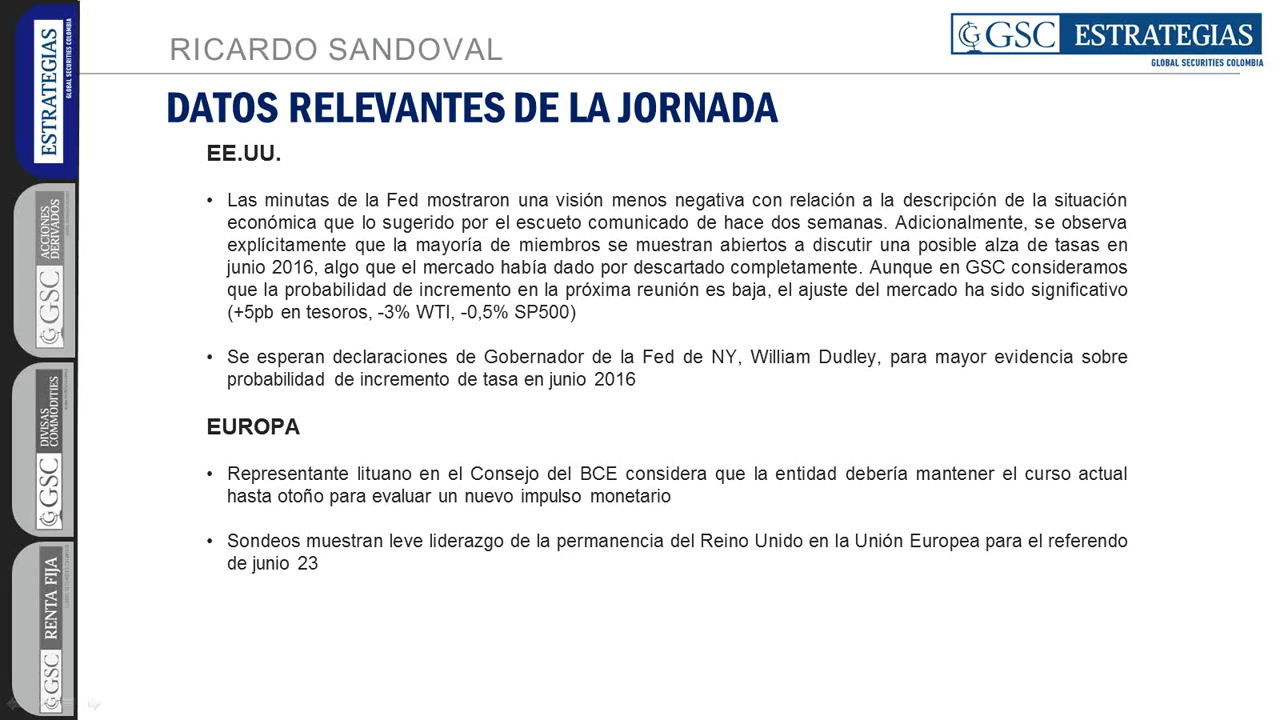 RICARDO SANDOVAL
GSC ESTRATEGIAS
GLOBAL SECURITIES COLOMBIA
DATOS RELEVANTES DE LA JORNADA
EE.UU.
• Las minutas de la Fed mostraron una visión menos negativa con relación a la descripción de la situación
económica que lo sugerido por el escueto comunicado de hace dos semanas. Adicionalmente, se observa
explícitamente que la mayoría de miembros se muestran abiertos a discutir una posible alza de tasas en
junio 2016, algo que el mercado había dado por descartado completamente. Aunque en GSC consideramos
que la probabilidad de incremento en la próxima reunión es baja, el ajuste del mercado ha sido significativo
(+5pb en tesoros, -3% WTI, -0,5% SP500)
• Se esperan declaraciones de Gobernador de la Fed de NY, William Dudley, para mayor evidencia sobre
probabilidad de incremento de tasa en junio 2016
EUROPA
• Representante lituano en el Consejo del BCE considera que la entidad debería mantener el curso actual
hasta otoño para evaluar un nuevo impulso monetario
• Sondeos muestran leve liderazgo de la permanencia del Reino Unido en la Unión Europea para el referendo
de junio 23
ESTRATEGIAS
GLOBAL SECURITIES COLOMBIA
GSC ACCIONES
DERIVADOS
GSC DIVISAS
COMMODITIES
GSC RENTA FIJA